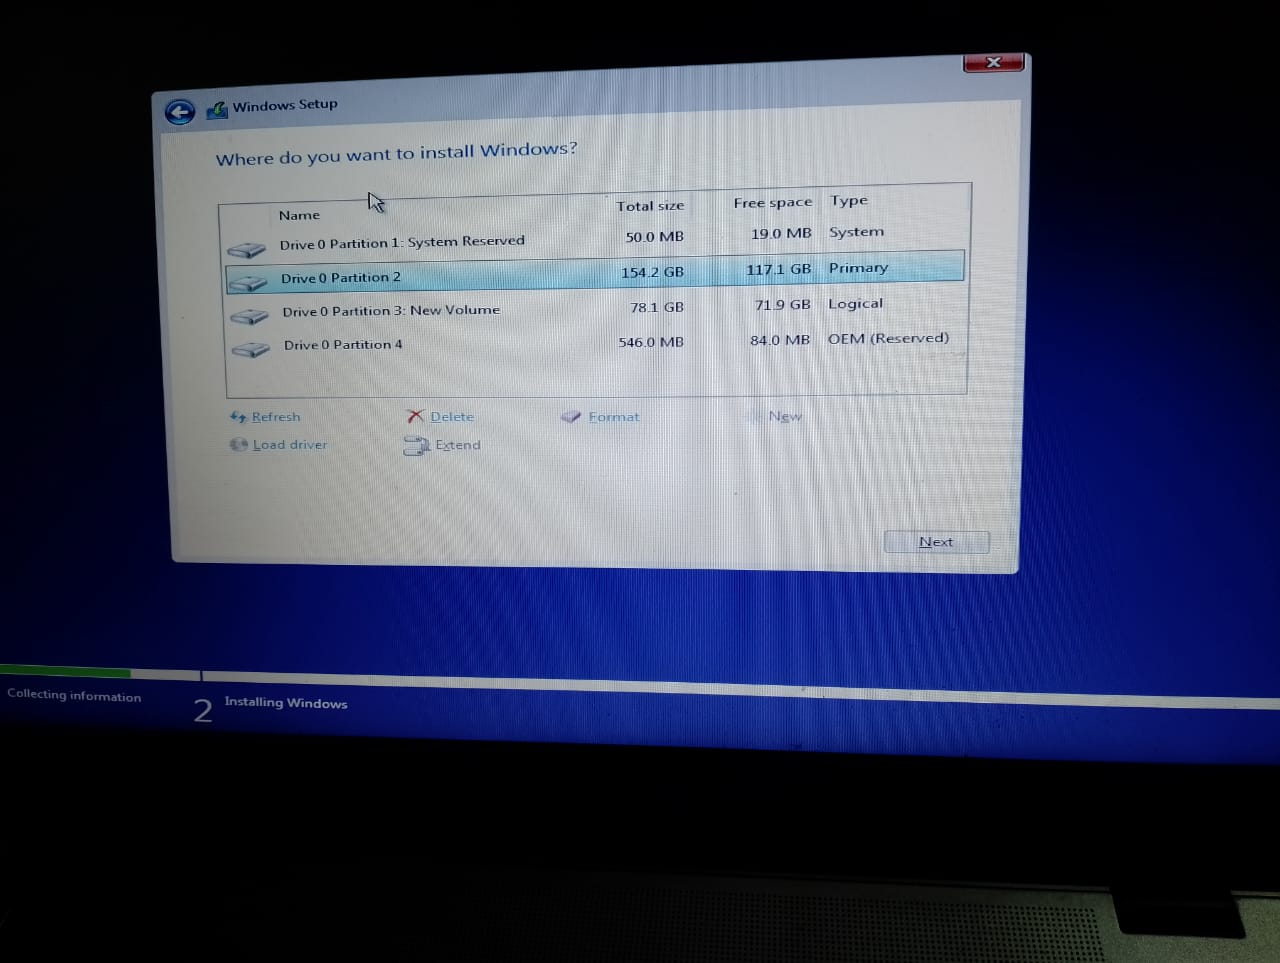 Windows Setup
Where do you want to install Windows?
Name Total size Free space Type
Drive 0 Partition 1: System Reserved 50.0 MB 19.0 MB System
Drive 0 Partition 2 154.2 GB 117.1 GB Primary
Drive 0 Partition 3: New Volume 78.1 GB 71.9 GB Logical
Drive 0 Partition 4 546.0 MB 84.0 MB OEM (Reserved)
Refresh Delete Format New
Load driver Extend
Next
Collecting information 2 Installing Windows